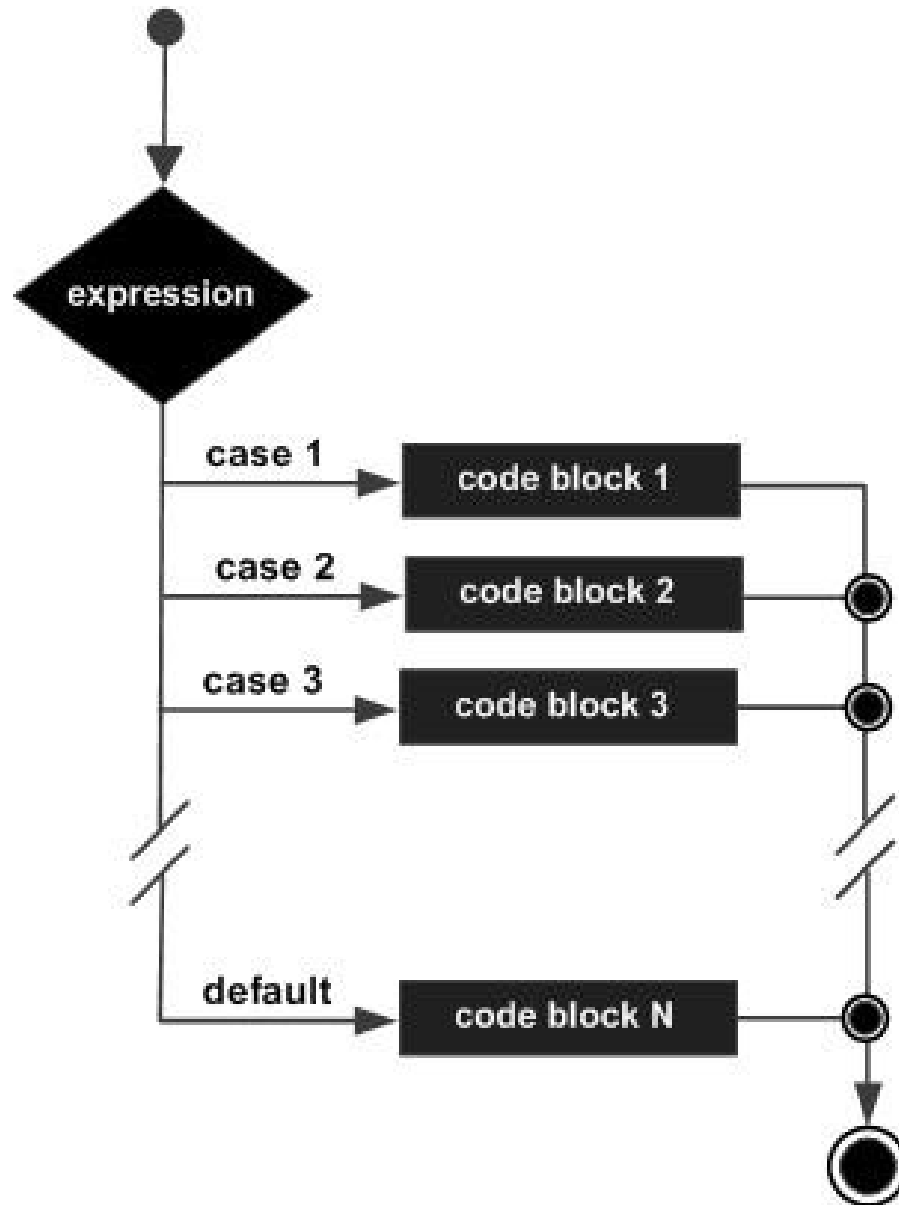 expression
case 1
code block 1
case 2
code block 2
case 3
code block 3
default
code block N